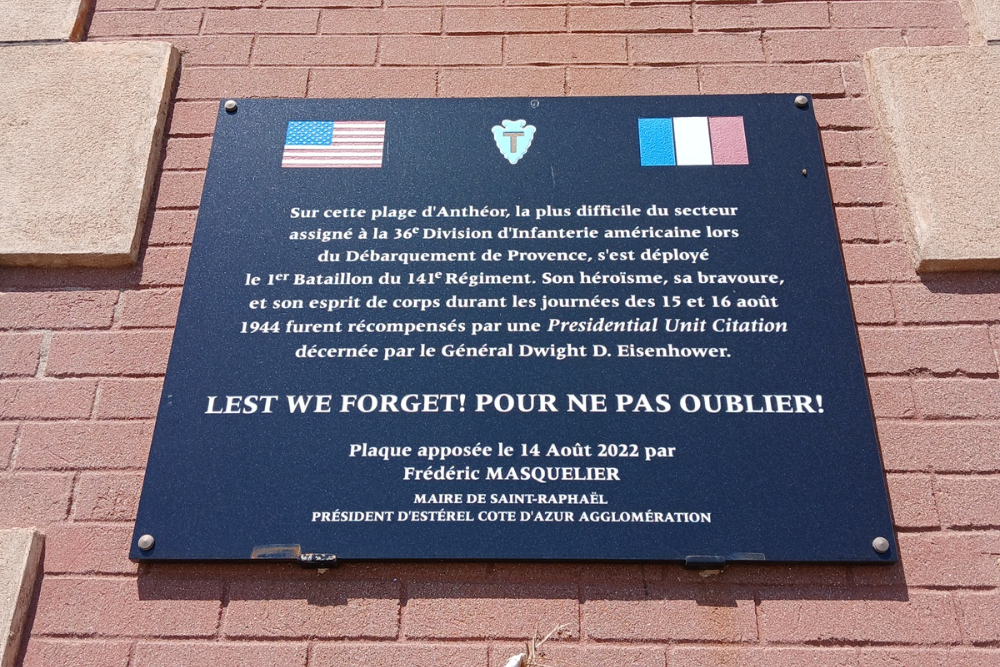 T
Sur cette plage d'Anthéor, la plus difficile du secteur
assigné à la 36e Division d'Infanterie américaine lors
du Débarquement de Provence, s'est déployé
le 1er Bataillon du 141e Régiment. Son héroïsme, sa bravoure,
et son esprit de corps durant les journées des 15 et 16 août
1944 furent récompensés par une Presidential Unit Citation
décernée par le Général Dwight D. Eisenhower.
LEST WE FORGET! POUR NE PAS OUBLIER!
Plaque apposée le 14 Août 2022 par
Frédéric MASQUELIER
MAIRE DE SAINT-RAPHAËL
PRÉSIDENT D'ESTÉREL COTE D'AZUR AGGLOMÉRATION